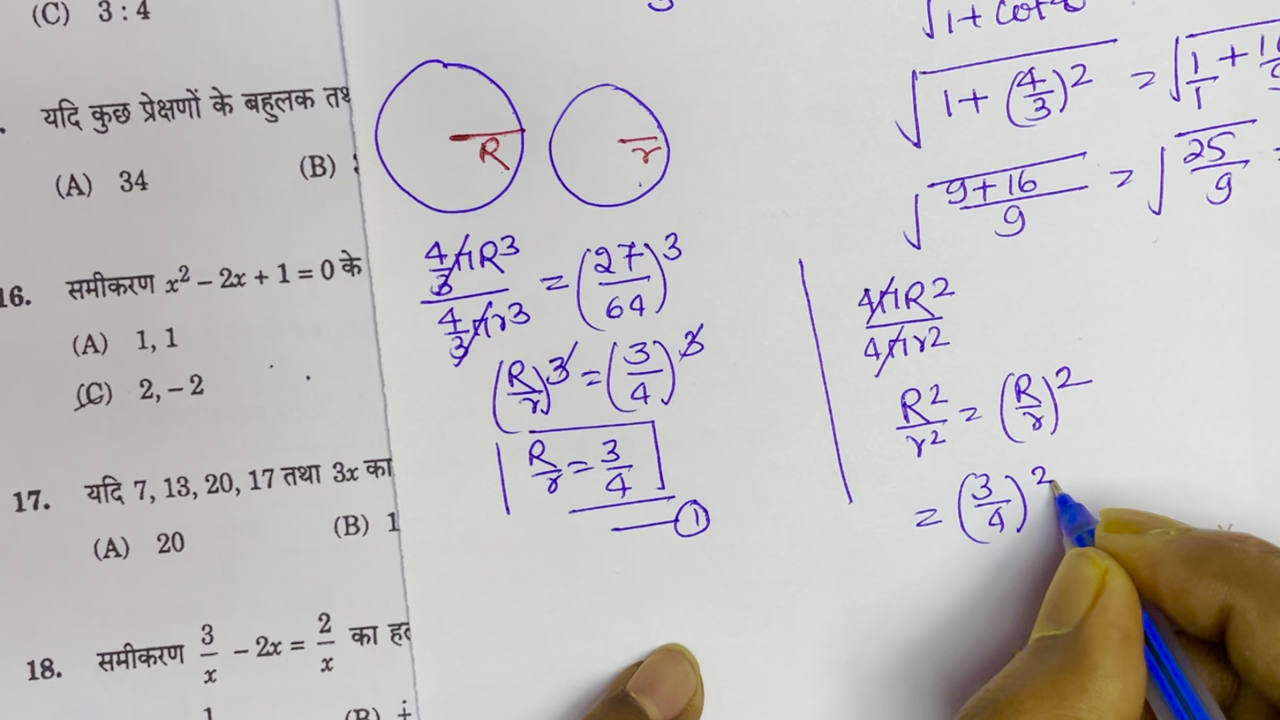 (C) 3 : 4
यदि कुछ प्रेक्षणों के बहुलक
(A) 34
(B)
16. समीकरण x² – 2x + 1 = 0 के
(A) 1, 1
(C) 2, – 2
17. यदि 7, 13, 20, 17 तथा 3x का
(A) 20
(B) 1
18. समीकरण 3/x – 2x = 2/x का
1
(B)
R
r
(4/3 πR³)/(4/3 πr³) = (27/64)³
(R/r)³ = (3/4)³
R/r = 3/4
①
√1 + cot
√(1 + (4/3)²) = √(1/1 +
√((9+16)/9) = √(25/9) =
4πR²/4πr²
R²/r² = (R/r)²
= (3/4)²